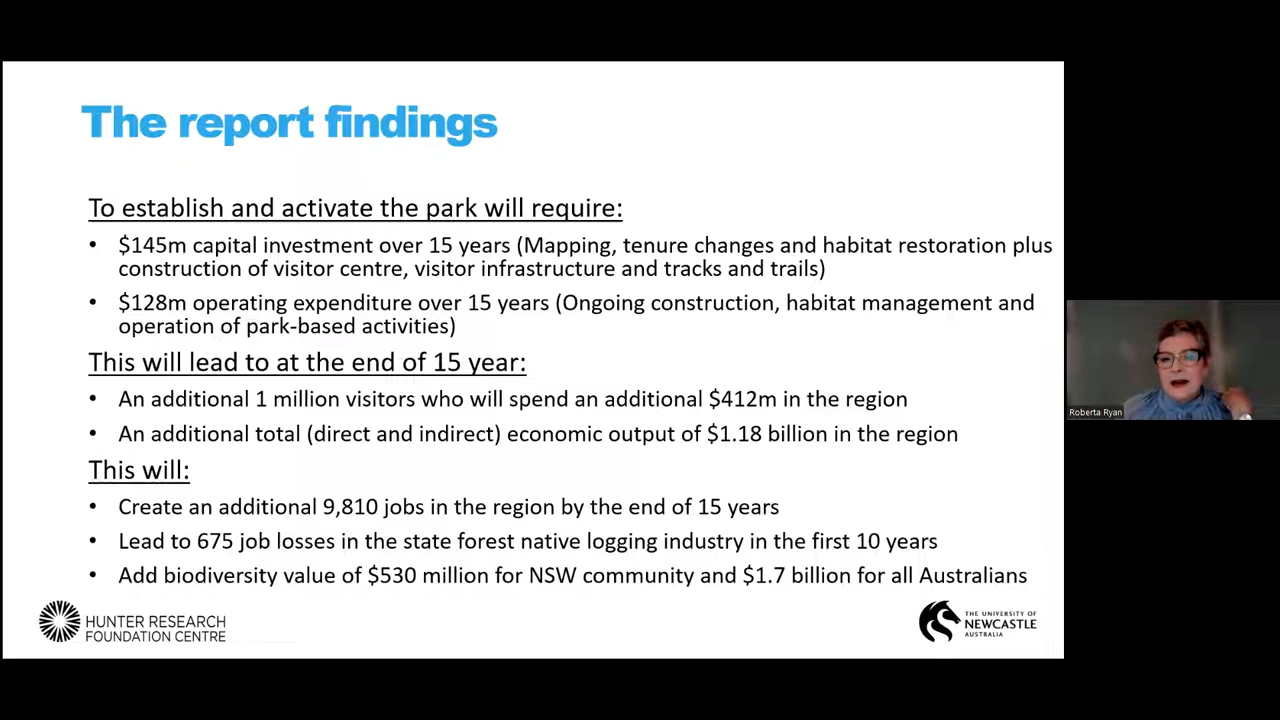 The report findings
To establish and activate the park will require:
• $145m capital investment over 15 years (Mapping, tenure changes and habitat restoration plus
construction of visitor centre, visitor infrastructure and tracks and trails)
• $128m operating expenditure over 15 years (Ongoing construction, habitat management and
operation of park-based activities)
This will lead to at the end of 15 year:
• An additional 1 million visitors who will spend an additional $412m in the region
• An additional total (direct and indirect) economic output of $1.18 billion in the region
This will:
• Create an additional 9,810 jobs in the region by the end of 15 years
• Lead to 675 job losses in the state forest native logging industry in the first 10 years
• Add biodiversity value of $530 million for NSW community and $1.7 billion for all Australians
HUNTER RESEARCH
FOUNDATION CENTRE
THE UNIVERSITY OF
NEWCASTLE
AUSTRALIA
Roberta Ryan